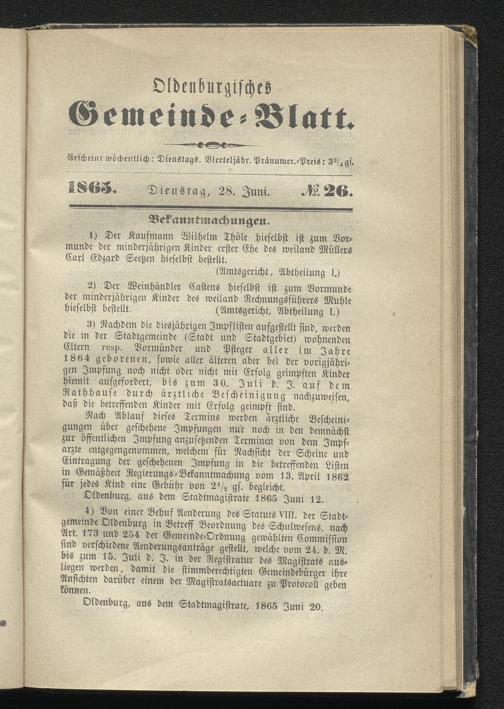 Oldenburgisches
Gemeinde-Blatt.
Erscheint wöchentlich: Dienstags. Vierteljähr. Pränumer.-Preis: 3¾ gs.
1865. Dienstag, 28. Juni. № 26.
Bekanntmachungen.
1) Der Kaufmann Wilhelm Thöle hieselbst ist zum Vor-
munde der minderjährigen Kinder erster Ehe des weiland Müllers
Carl Edzard Seetzen hieselbst bestellt.
(Amtsgericht, Abtheilung I.)
2) Der Weinhändler Castens hieselbst ist zum Vormunde
der minderjährigen Kinder des weiland Rechnungsführers Muhle
hieselbst bestellt. (Amtsgericht, Abtheilung I.)
3) Nachdem die diesjährigen Impflisten aufgestellt sind, werden
die in der Stadtgemeinde (Stadt und Stadtgebiet) wohnenden
Eltern resp. Vormünder und Pfleger aller im Jahre
1864 geborenen, sowie aller älteren aber bei der vorigjähri-
gen Impfung noch nicht oder nicht mit Erfolg geimpften Kinder
hiemit aufgefordert, bis zum 30. Juli d. J. auf dem
Rathhause durch ärztliche Bescheinigung nachzuweisen,
daß die betreffenden Kinder mit Erfolg geimpft sind.
Nach Ablauf dieses Termins werden ärztliche Bescheini-
gungen über geschehene Impfungen nur noch in den demnächst
zur öffentlichen Impfung anzusetzenden Terminen von dem Impf-
arzte entgegengenommen, welchem für Nachsicht der Scheine und
Eintragung der geschehenen Impfung in die betreffenden Listen
in Gemäßheit Regierungs-Bekanntmachung vom 13. April 1862
für jedes Kind eine Gebühr von 2½ gs. begleicht.
Oldenburg, aus dem Stadtmagistrate 1865 Juni 12.
4) Von einer Behuf Aenderung des Statuts VIII. der Stadt-
gemeinde Oldenburg in Betreff Beordnung des Schulwesens, nach
Art. 173 und 254 der Gemeinde-Ordnung gewählten Commission
sind verschiedene Aenderungsanträge gestellt, welche vom 24. d. M.
bis zum 15. Juli d. J. in der Registratur des Magistrats aus-
liegen werden, damit die stimmberechtigten Gemeindebürger ihre
Ansichten darüber einem der Magistratsactuare zu Protocoll geben
können.
Oldenburg, aus dem Stadtmagistrate, 1865 Juni 20.